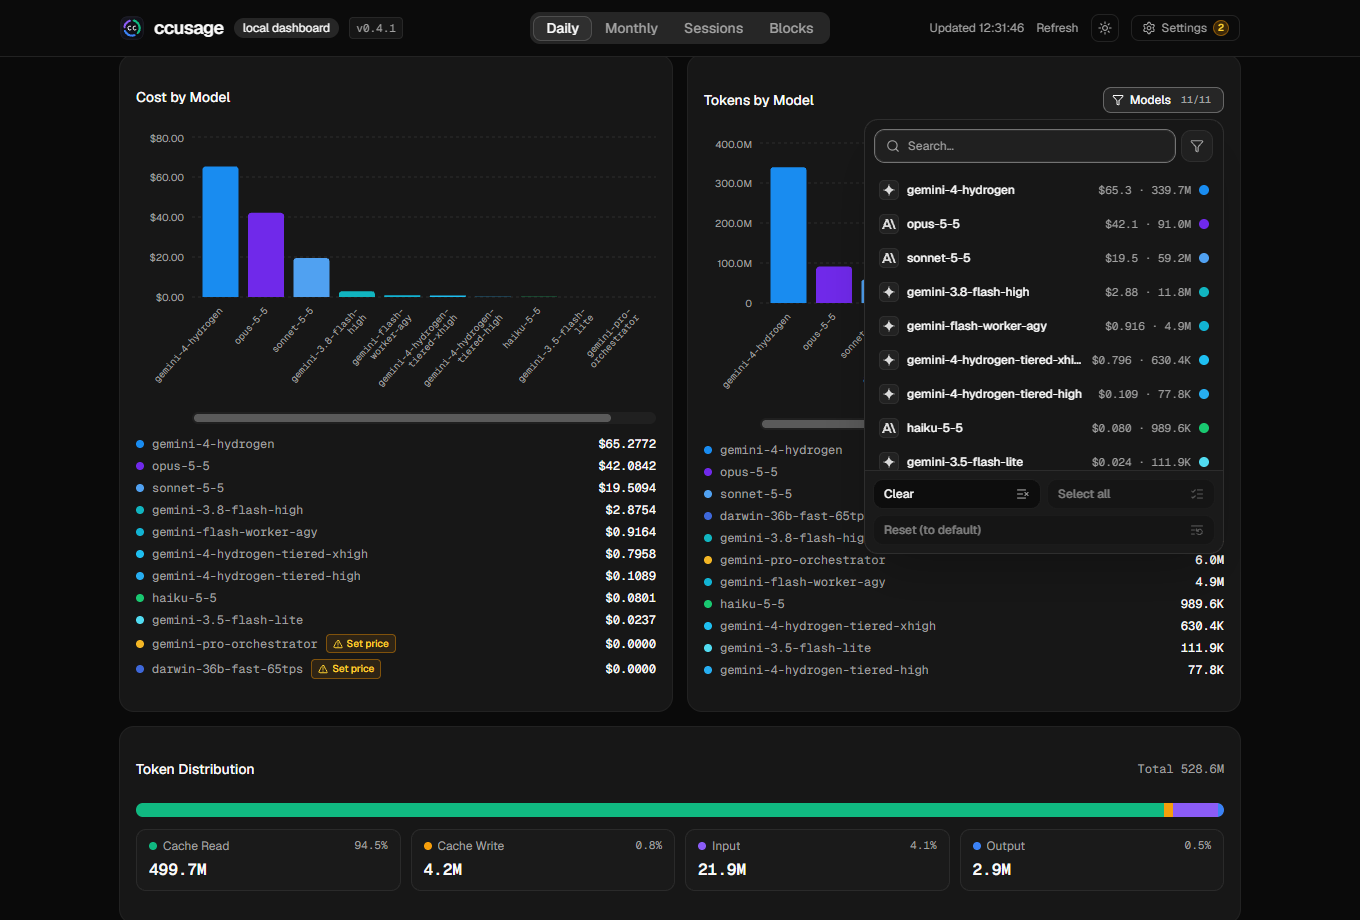 ccusage local dashboard v0.4.1 Daily Monthly Sessions Blocks Updated 12:31:46 Refresh Settings 2
Cost by Model
$80.00
$60.00
$40.00
$20.00
$0.00
gemini-4-hydrogen
opus-5-5
sonnet-5-5
gemini-3.8-flash-
high
gemini-flash-
worker-agy
gemini-4-hydrogen-
tiered-xhigh
gemini-4-hydrogen-
tiered-high
haiku-5-5
gemini-3.5-flash-
lite
gemini-pro-
orchestrator
gemini-4-hydrogen $65.2772
opus-5-5 $42.0842
sonnet-5-5 $19.5094
gemini-3.8-flash-high $2.8754
gemini-flash-worker-agy $0.9164
gemini-4-hydrogen-tiered-xhigh $0.7958
gemini-4-hydrogen-tiered-high $0.1089
haiku-5-5 $0.0801
gemini-3.5-flash-lite $0.0237
gemini-pro-orchestrator Set price $0.0000
darwin-36b-fast-65tps Set price $0.0000
Tokens by Model Models 11/11
400.0M
300.0M
200.0M
100.0M
0
gemini-4-hydrogen
opus-5-5
sonnet
Search...
gemini-4-hydrogen $65.3 · 339.7M
opus-5-5 $42.1 · 91.0M
sonnet-5-5 $19.5 · 59.2M
gemini-3.8-flash-high $2.88 · 11.8M
gemini-flash-worker-agy $0.916 · 4.9M
gemini-4-hydrogen-tiered-xhi... $0.796 · 630.4K
gemini-4-hydrogen-tiered-high $0.109 · 77.8K
haiku-5-5 $0.080 · 989.6K
gemini-3.5-flash-lite $0.024 · 111.9K
Clear Select all
Reset (to default)
gemini-4-hydrogen
opus-5-5
sonnet-5-5
darwin-36b-fast-65tp
gemini-3.8-flash-hig
gemini-pro-orchestrator 6.0M
gemini-flash-worker-agy 4.9M
haiku-5-5 989.6K
gemini-4-hydrogen-tiered-xhigh 630.4K
gemini-3.5-flash-lite 111.9K
gemini-4-hydrogen-tiered-high 77.8K
Token Distribution Total 528.6M
Cache Read 94.5%
499.7M
Cache Write 0.8%
4.2M
Input 4.1%
21.9M
Output 0.5%
2.9M